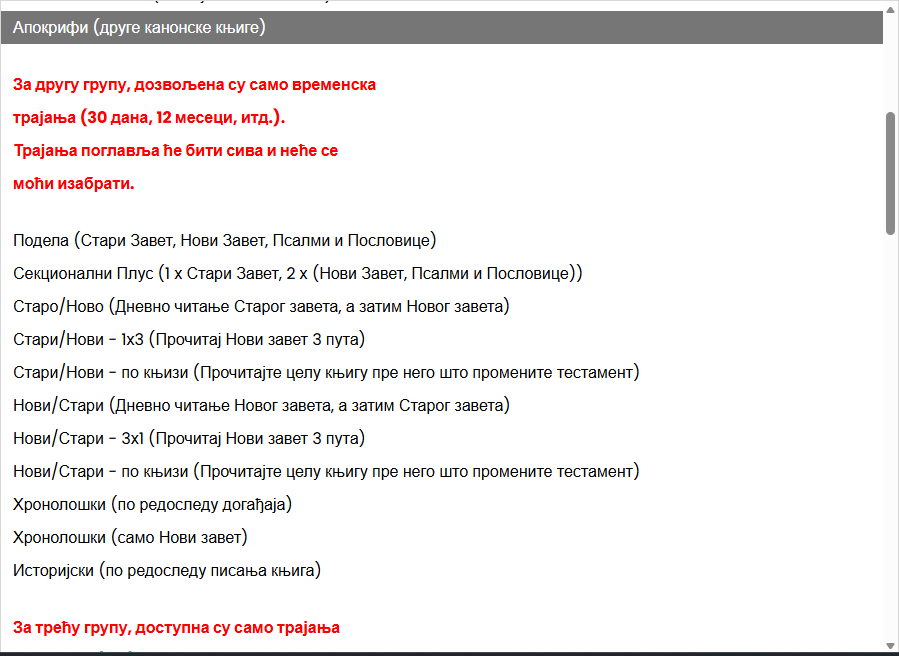 Апокрифи (друге канонске књиге)
За другу групу, дозвољена су само временска
трајања (30 дана, 12 месеци, итд.).
Трајања поглавља ће бити сива и неће се
моћи изабрати.
Подела (Стари Завет, Нови Завет, Псалми и Пословице)
Секционални Плус (1 x Стари Завет, 2 x (Нови Завет, Псалми и Пословице))
Старо/Ново (Дневно читање Старог завета, а затим Новог завета)
Стари/Нови - 1x3 (Прочитај Нови завет 3 пута)
Стари/Нови - по књизи (Прочитајте целу књигу пре него што промените тестамент)
Нови/Стари (Дневно читање Новог завета, а затим Старог завета)
Нови/Стари - 3x1 (Прочитај Нови завет 3 пута)
Нови/Стари - по књизи (Прочитајте целу књигу пре него што промените тестамент)
Хронолошки (по редоследу догађаја)
Хронолошки (само Нови завет)
Историјски (по редоследу писања књига)
За трећу групу, доступна су само трајања